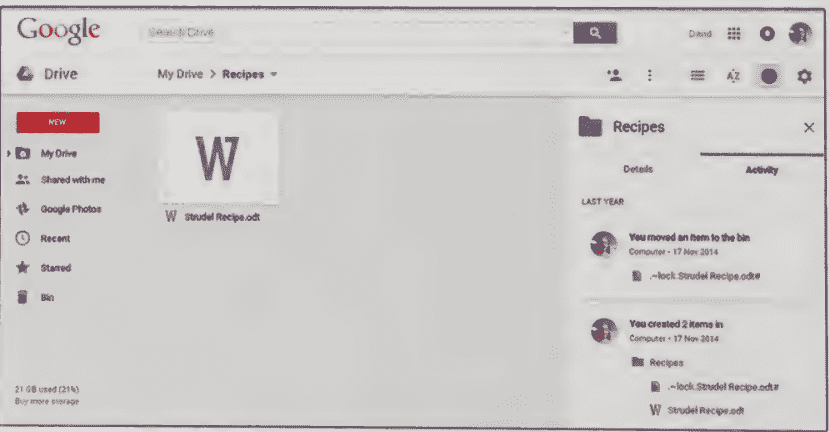 Google
Search Drive
David
Drive
My Drive > Recipes
AZ
NEW
My Drive
Shared with me
Google Photos
Recent
Starred
Bin
21 GB used (21%)
Buy more storage
W
W Strudel Recipe.odt
Recipes
Details
Activity
LAST YEAR
You moved an item to the bin
Computer • 17 Nov 2014
.~lock.Strudel Recipe.odt#
You created 2 items in
Computer • 17 Nov 2014
Recipes
.~lock.Strudel Recipe.odt#
W Strudel Recipe.odt